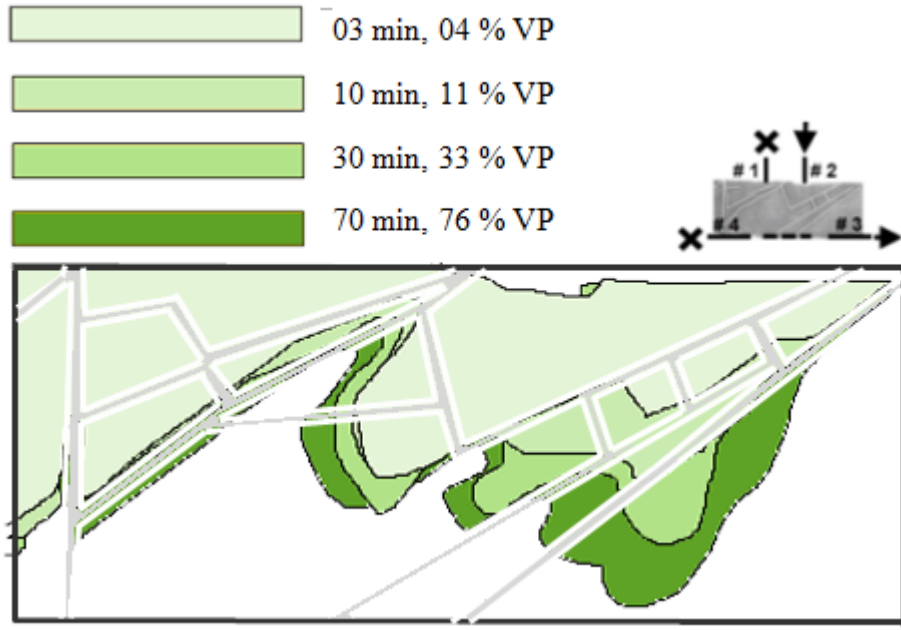 03 min, 04 % VP
10 min, 11 % VP
30 min, 33 % VP
70 min, 76 % VP
# 1 # 2
# 4 # 3